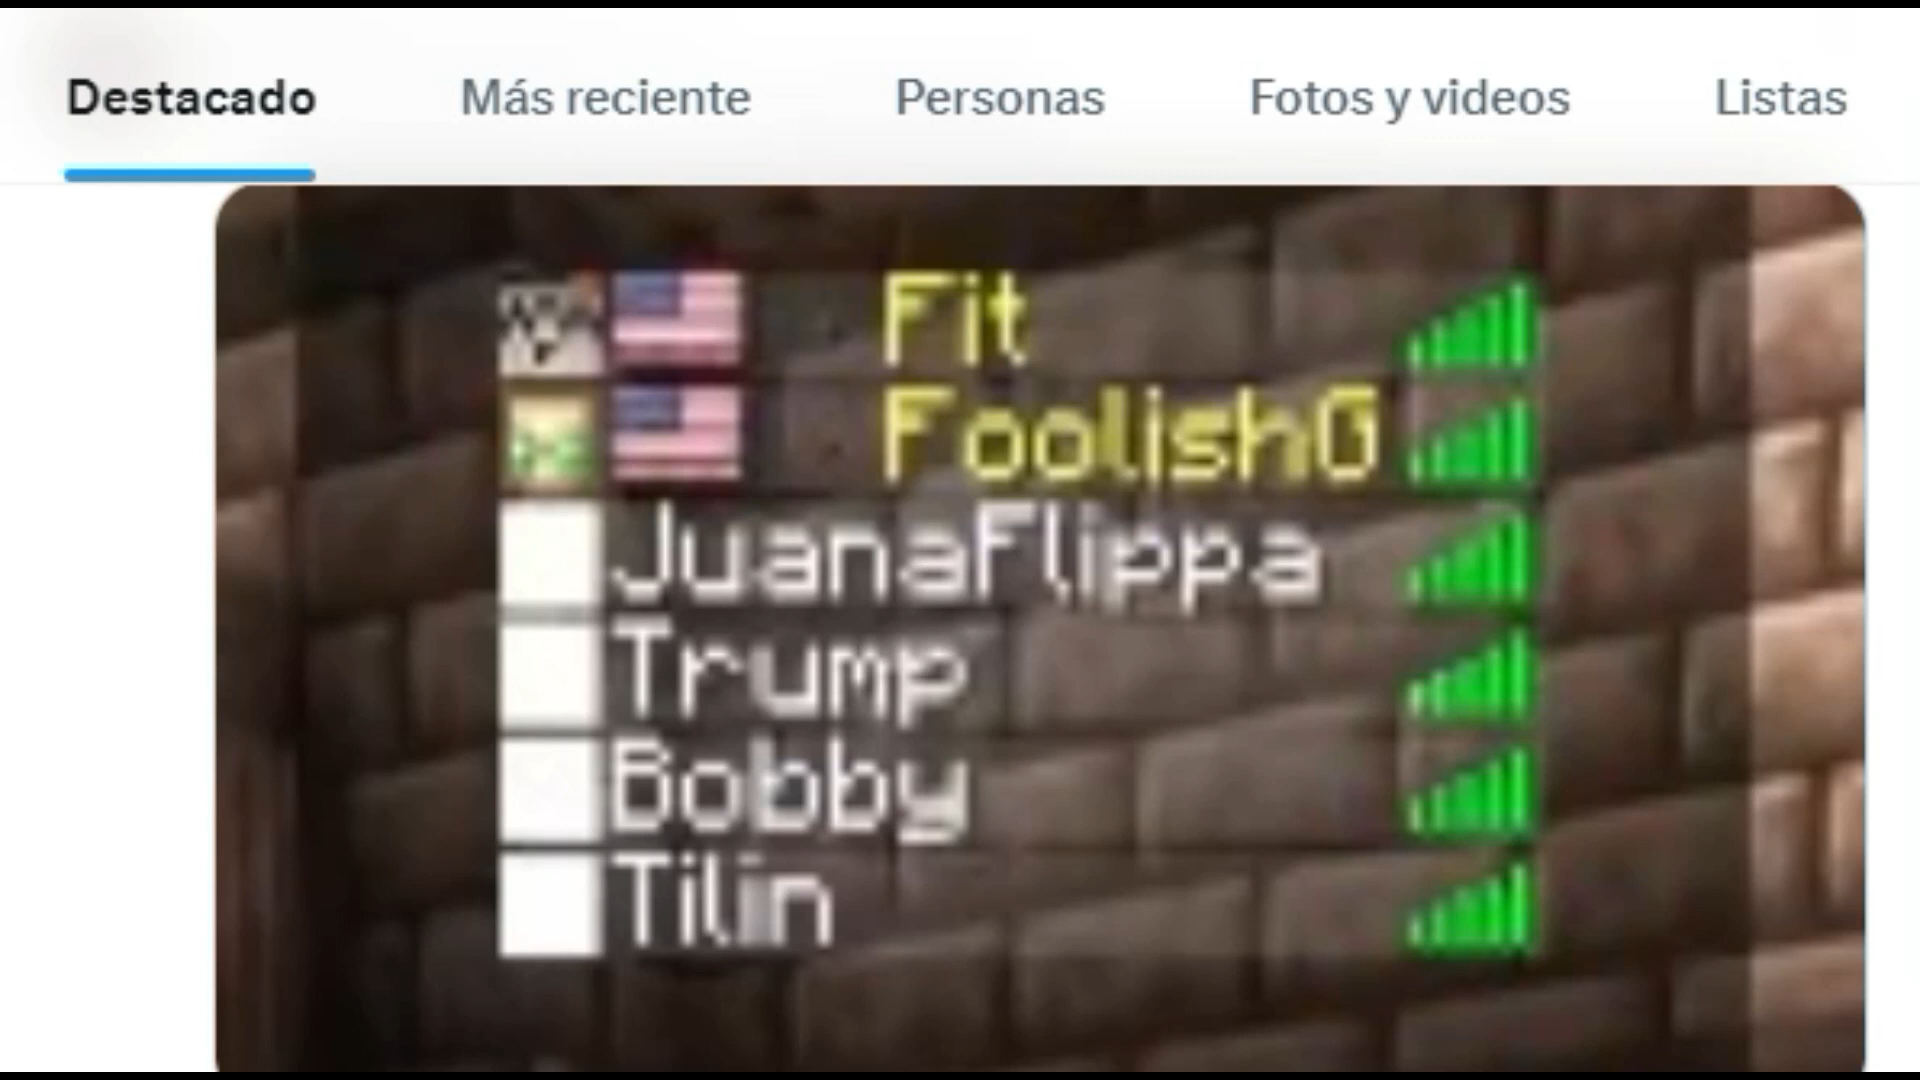 Destacado Más reciente Personas Fotos y videos Listas
Fit
FoolishG
JuanaFlippa
Trump
Bobby
Tilin